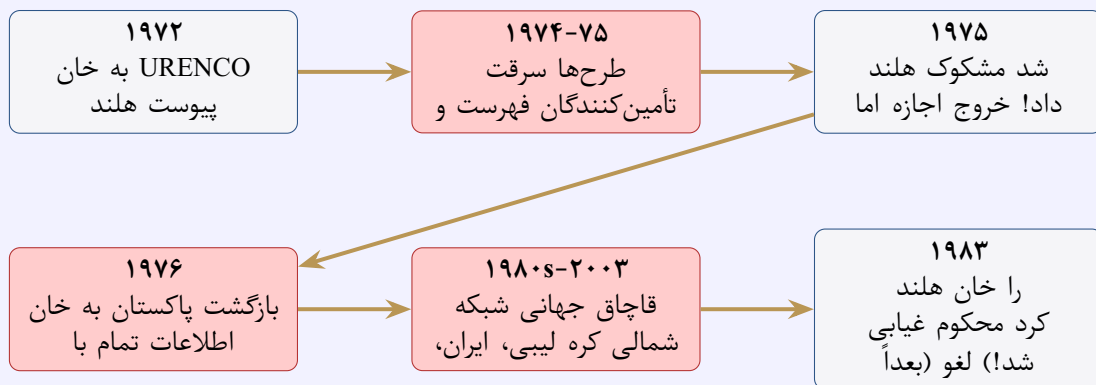 ۱۹۷۲
URENCO به خان
پیوست هلند
۱۹۷۴-۷۵
طرح‌ها سرقت
تأمین‌کنندگان فهرست و
۱۹۷۵
شد مشکوک هلند
داد! خروج اجازه اما
۱۹۷۶
بازگشت پاکستان به خان
اطلاعات تمام با
۱۹۸۰s-۲۰۰۳
قاچاق جهانی شبکه
شمالی کره لیبی، ایران،
۱۹۸۳
را خان هلند
کرد محکوم غیابی
شد!) لغو (بعداً